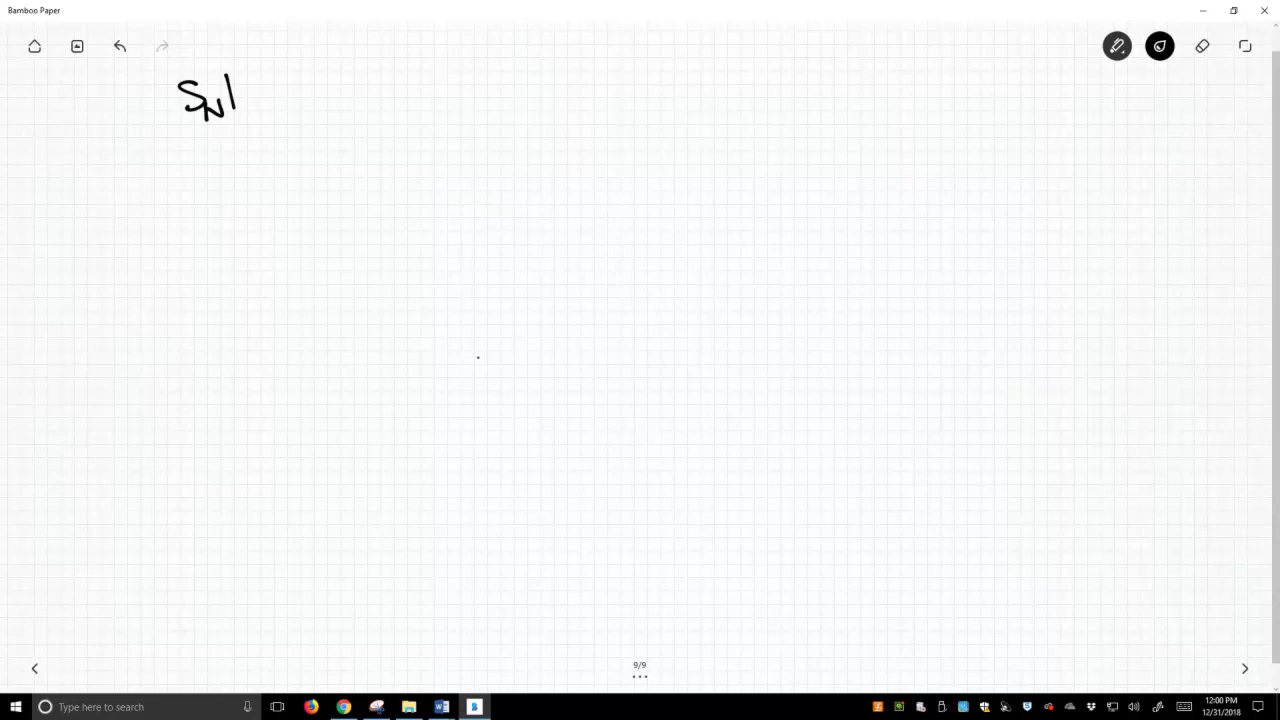 Bamboo Paper
SN1
9/9
Type here to search
12:00 PM
12/31/2018